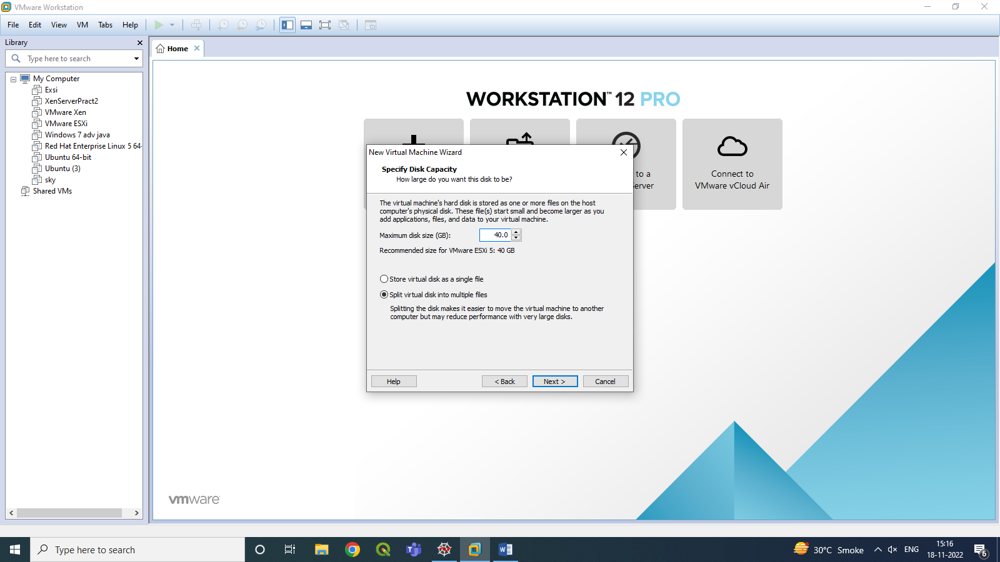 VMware Workstation
File Edit View VM Tabs Help
Library
Type here to search
My Computer
Exsi
XenServerPract2
VMware Xen
VMware ESXi
Windows 7 adv java
Red Hat Enterprise Linux 5 64-
Ubuntu 64-bit
Ubuntu (3)
sky
Shared VMs
Home
WORKSTATION™ 12 PRO
to a
Server
Connect to
VMware vCloud Air
New Virtual Machine Wizard
Specify Disk Capacity
How large do you want this disk to be?
The virtual machine's hard disk is stored as one or more files on the host
computer's physical disk. These file(s) start small and become larger as you
add applications, files, and data to your virtual machine.
Maximum disk size (GB): 40.0
Recommended size for VMware ESXi 5: 40 GB
Store virtual disk as a single file
Split virtual disk into multiple files
Splitting the disk makes it easier to move the virtual machine to another
computer but may reduce performance with very large disks.
Help < Back Next > Cancel
vmware
Type here to search
30°C Smoke
ENG
15:16
18-11-2022
6